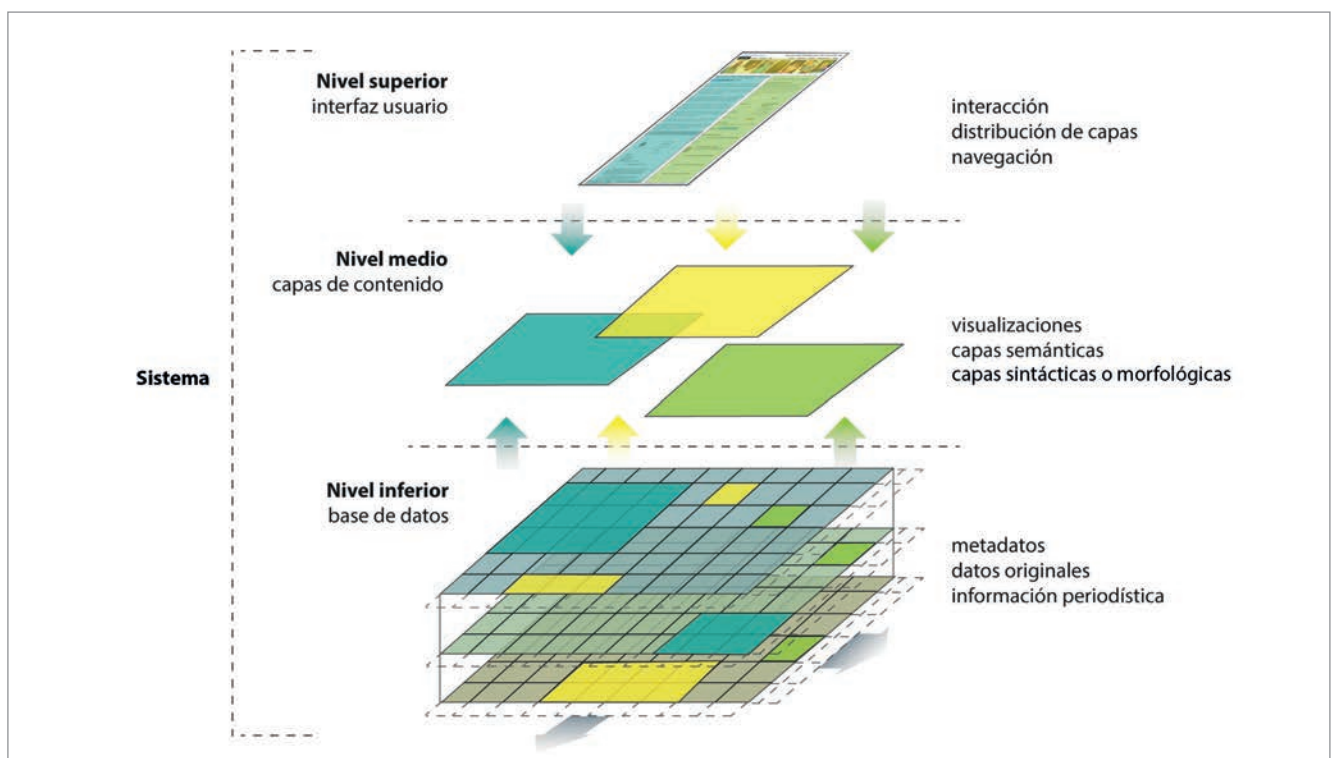 Nivel superior
interfaz usuario
interacción
distribución de capas
navegación
Nivel medio
capas de contenido
visualizaciones
capas semánticas
capas sintácticas o morfológicas
Sistema
Nivel inferior
base de datos
metadatos
datos originales
información periodística